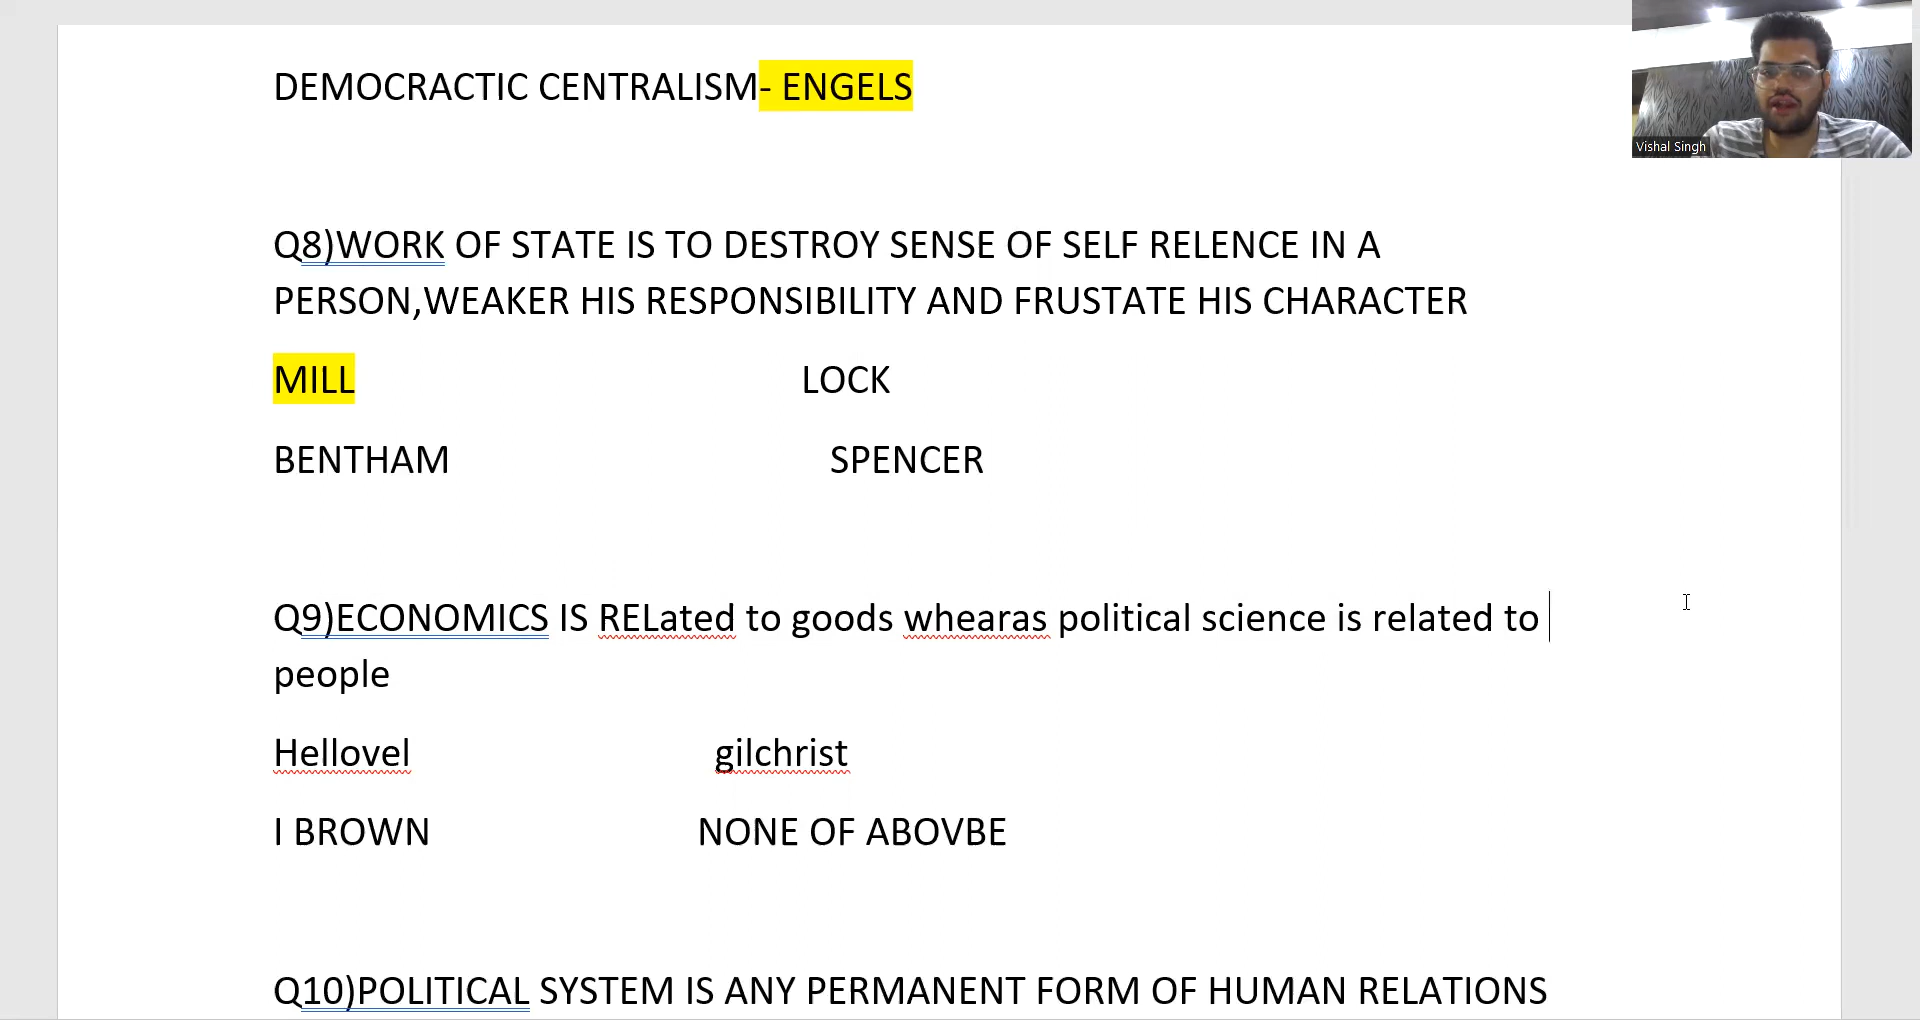 DEMOCRACTIC CENTRALISM- ENGELS
Vishal Singh
Q8)WORK OF STATE IS TO DESTROY SENSE OF SELF RELENCE IN A
PERSON,WEAKER HIS RESPONSIBILITY AND FRUSTATE HIS CHARACTER
MILL LOCK
BENTHAM SPENCER
Q9)ECONOMICS IS RELated to goods whearas political science is related to
people
Hellovel gilchrist
I BROWN NONE OF ABOVBE
Q10)POLITICAL SYSTEM IS ANY PERMANENT FORM OF HUMAN RELATIONS